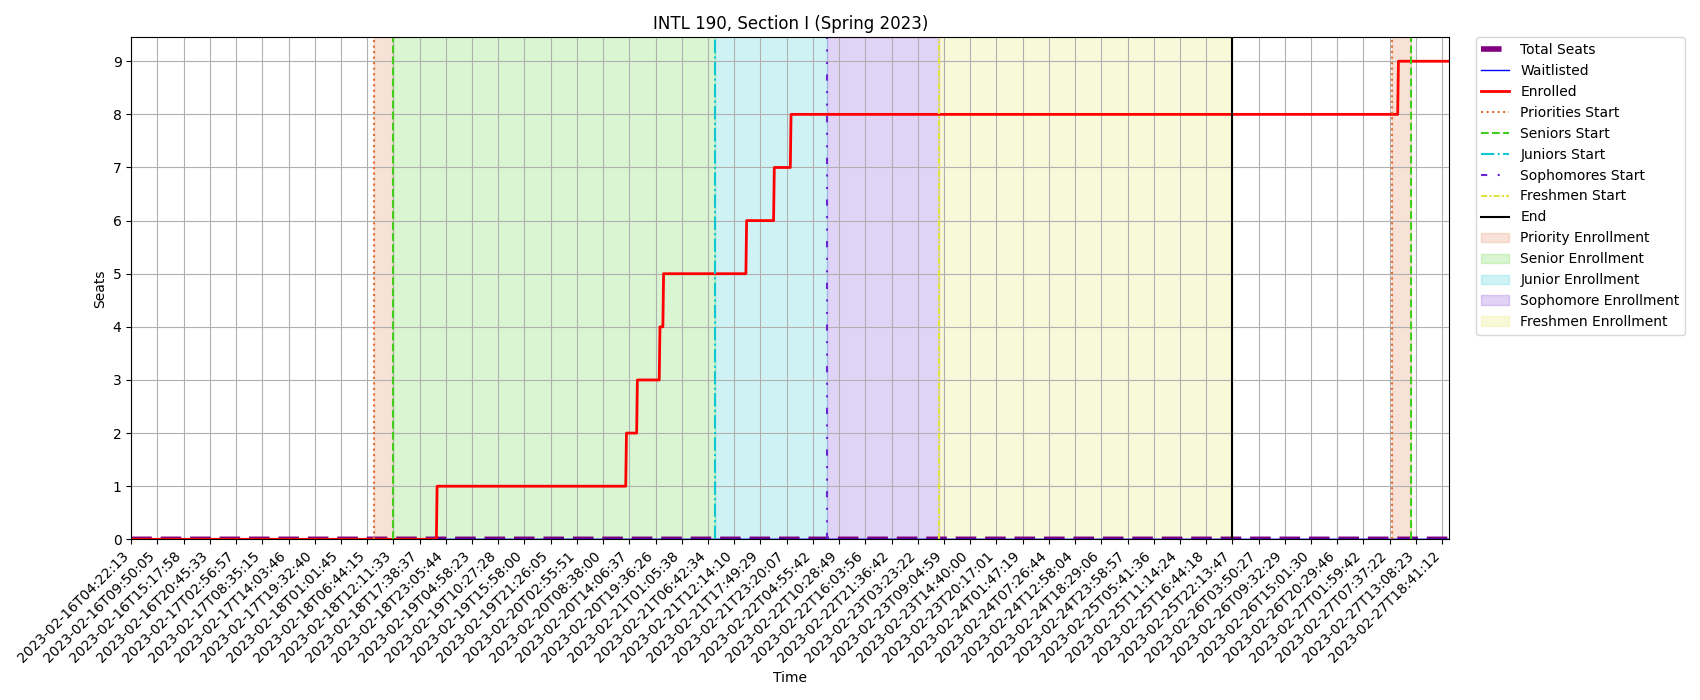 INTL 190, Section I (Spring 2023)
Seats
9
8
7
6
5
4
3
2
1
0
2023-02-16T04:22:13
2023-02-16T09:50:05
2023-02-16T15:17:58
2023-02-16T20:45:33
2023-02-17T02:56:57
2023-02-17T08:35:15
2023-02-17T14:03:46
2023-02-17T19:32:40
2023-02-18T01:01:45
2023-02-18T06:44:15
2023-02-18T12:11:33
2023-02-18T17:38:37
2023-02-18T23:05:44
2023-02-19T04:58:23
2023-02-19T10:27:28
2023-02-19T15:58:00
2023-02-19T21:26:05
2023-02-20T02:55:51
2023-02-20T08:38:00
2023-02-20T14:06:37
2023-02-20T19:36:26
2023-02-21T01:05:38
2023-02-21T06:42:34
2023-02-21T12:14:10
2023-02-21T17:49:29
2023-02-21T23:20:07
2023-02-22T04:55:42
2023-02-22T10:28:49
2023-02-22T16:03:56
2023-02-22T21:36:42
2023-02-23T03:23:22
2023-02-23T09:04:59
2023-02-23T14:40:00
2023-02-23T20:17:01
2023-02-24T01:47:19
2023-02-24T07:26:44
2023-02-24T12:58:04
2023-02-24T18:29:06
2023-02-24T23:58:57
2023-02-25T05:41:36
2023-02-25T11:14:24
2023-02-25T16:44:18
2023-02-25T22:13:47
2023-02-26T03:50:27
2023-02-26T09:32:29
2023-02-26T15:01:30
2023-02-26T20:29:46
2023-02-27T01:59:42
2023-02-27T07:37:22
2023-02-27T13:08:23
2023-02-27T18:41:12
Time
Total Seats
Waitlisted
Enrolled
Priorities Start
Seniors Start
Juniors Start
Sophomores Start
Freshmen Start
End
Priority Enrollment
Senior Enrollment
Junior Enrollment
Sophomore Enrollment
Freshmen Enrollment